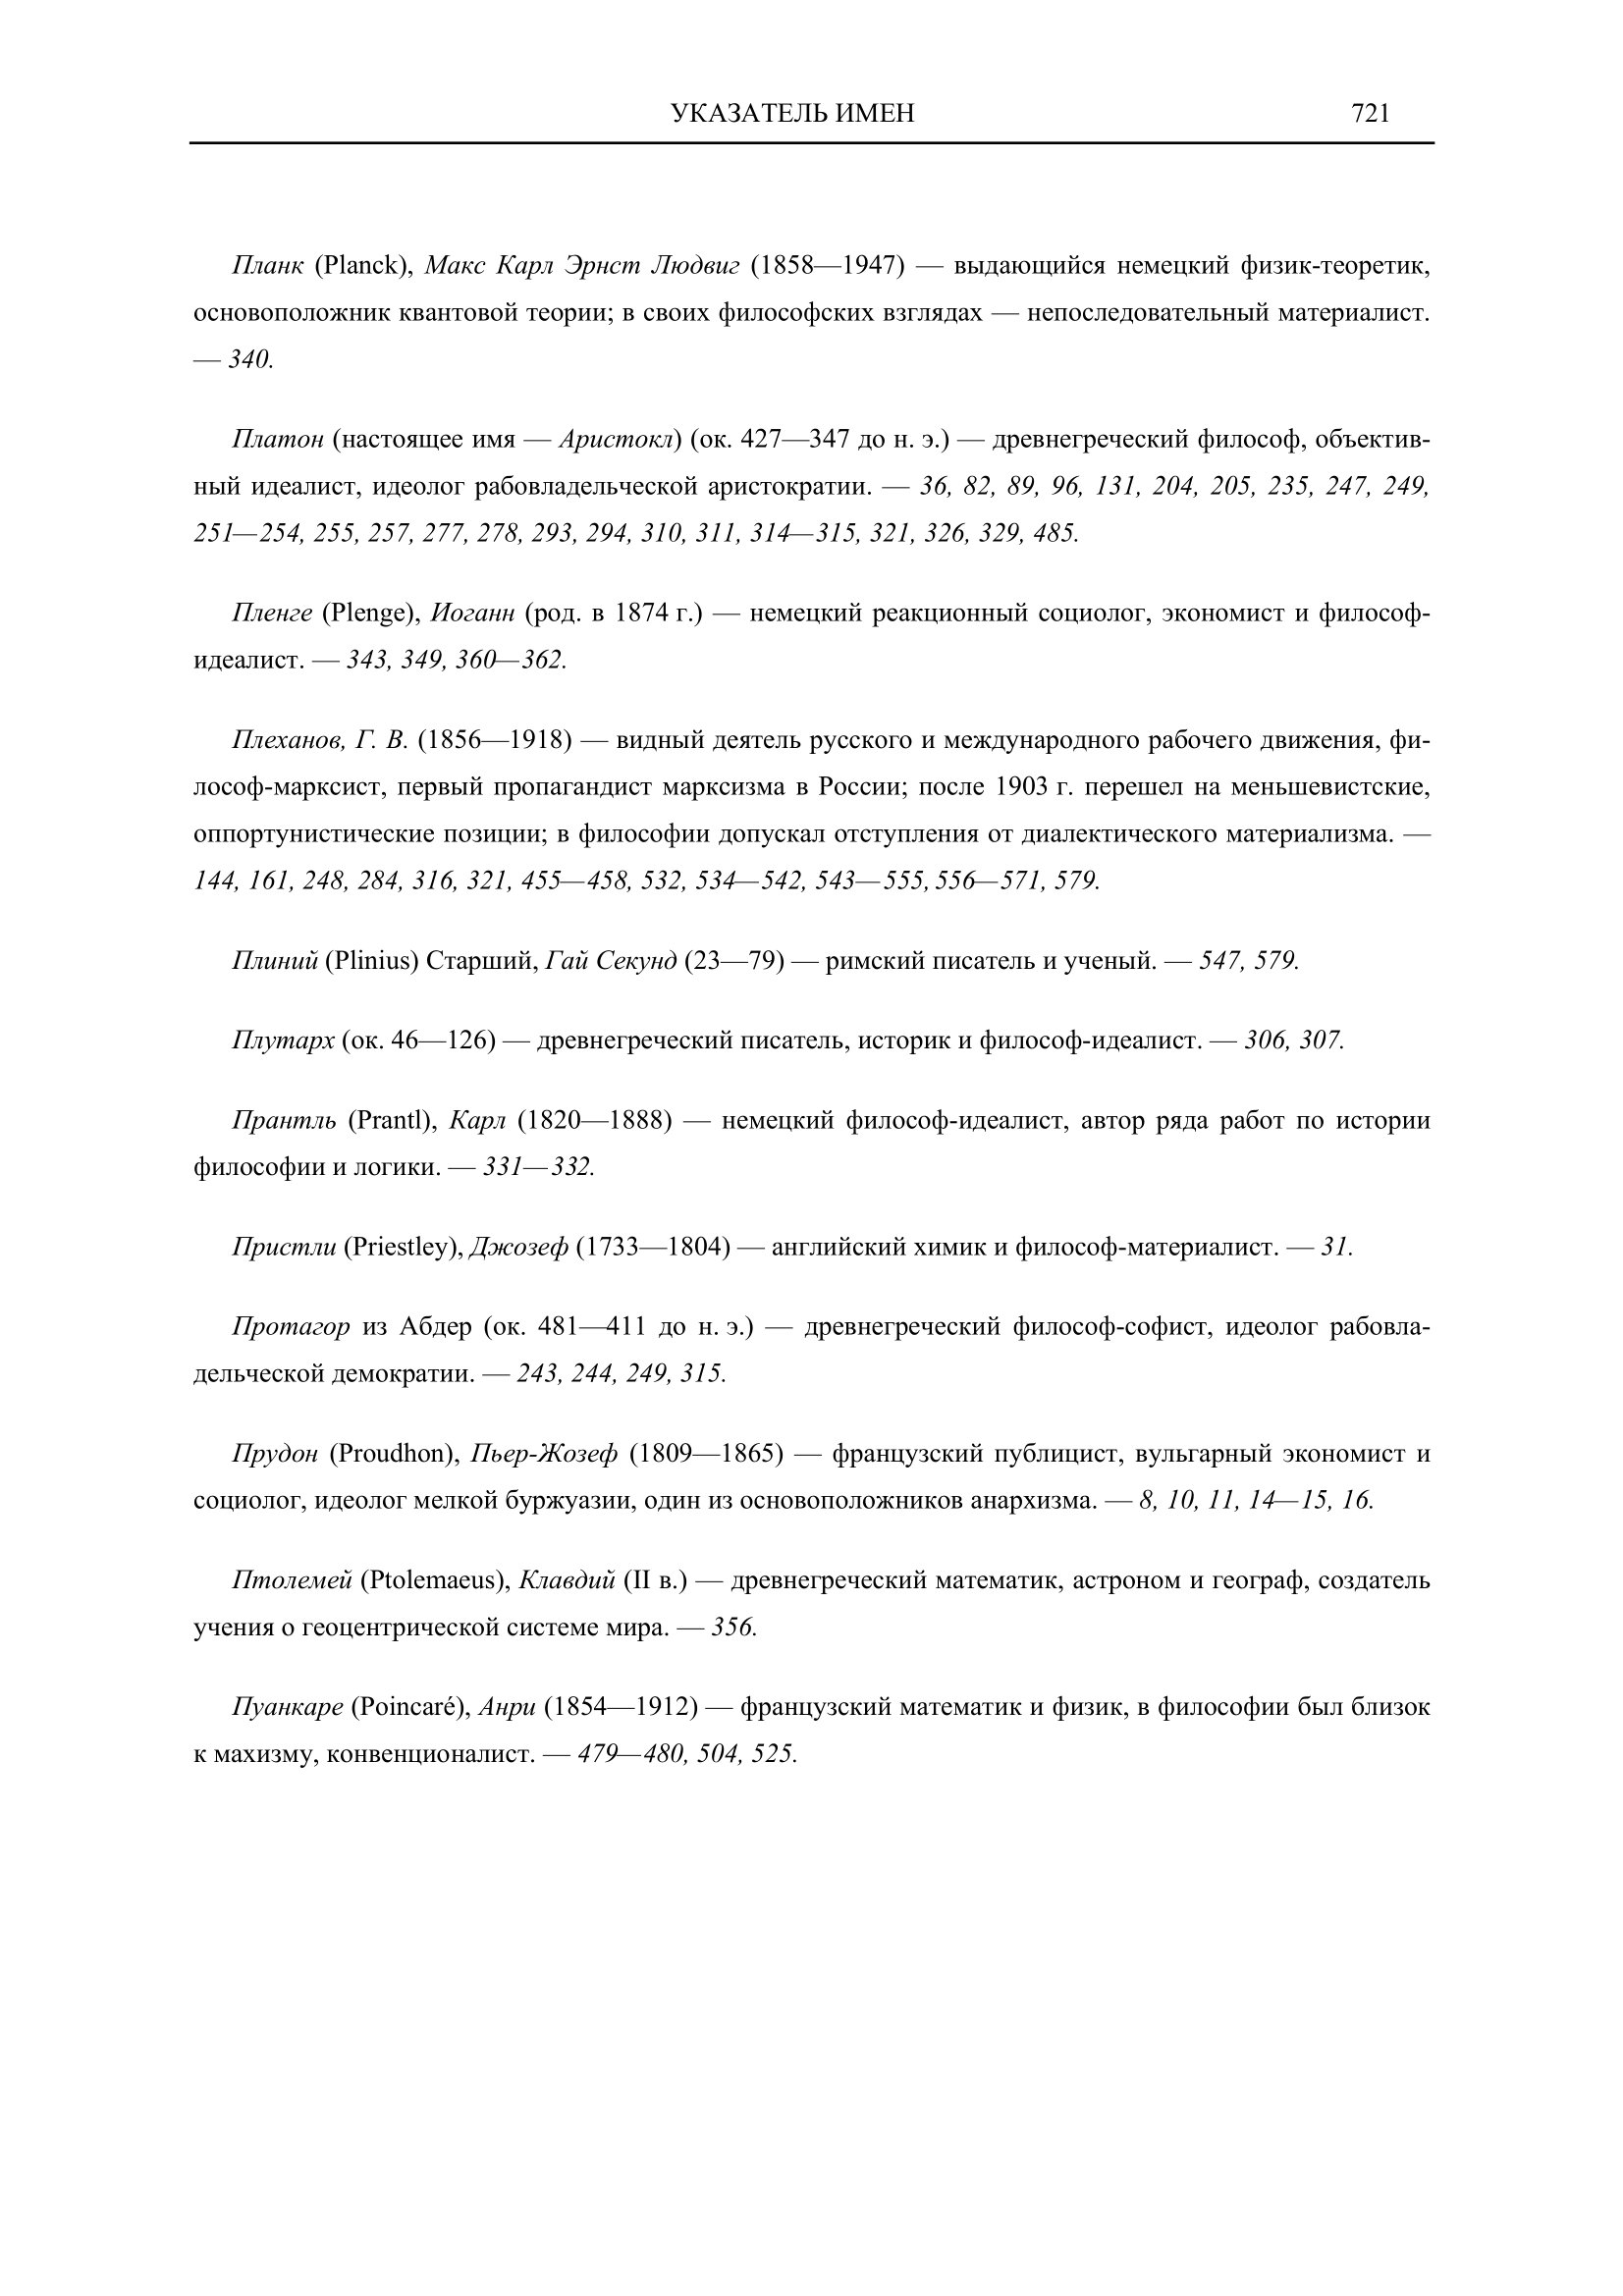 УКАЗАТЕЛЬ ИМЕН 721
Планк (Planck), Макс Карл Эрнст Людвиг (1858—1947) — выдающийся немецкий физик-теоретик,
основоположник квантовой теории; в своих философских взглядах — непоследовательный материалист.
— 340.
Платон (настоящее имя — Аристокл) (ок. 427—347 до н. э.) — древнегреческий философ, объектив-
ный идеалист, идеолог рабовладельческой аристократии. — 36, 82, 89, 96, 131, 204, 205, 235, 247, 249,
251—254, 255, 257, 277, 278, 293, 294, 310, 311, 314—315, 321, 326, 329, 485.
Пленге (Plenge), Иоганн (род. в 1874 г.) — немецкий реакционный социолог, экономист и философ-
идеалист. — 343, 349, 360—362.
Плеханов, Г. В. (1856—1918) — видный деятель русского и международного рабочего движения, фи-
лософ-марксист, первый пропагандист марксизма в России; после 1903 г. перешел на меньшевистские,
оппортунистические позиции; в философии допускал отступления от диалектического материализма. —
144, 161, 248, 284, 316, 321, 455—458, 532, 534—542, 543—555, 556—571, 579.
Плиний (Plinius) Старший, Гай Секунд (23—79) — римский писатель и ученый. — 547, 579.
Плутарх (ок. 46—126) — древнегреческий писатель, историк и философ-идеалист. — 306, 307.
Прантль (Prantl), Карл (1820—1888) — немецкий философ-идеалист, автор ряда работ по истории
философии и логики. — 331—332.
Пристли (Priestley), Джозеф (1733—1804) — английский химик и философ-материалист. — 31.
Протагор из Абдер (ок. 481—411 до н. э.) — древнегреческий философ-софист, идеолог рабовла-
дельческой демократии. — 243, 244, 249, 315.
Прудон (Proudhon), Пьер-Жозеф (1809—1865) — французский публицист, вульгарный экономист и
социолог, идеолог мелкой буржуазии, один из основоположников анархизма. — 8, 10, 11, 14—15, 16.
Птолемей (Ptolemaeus), Клавдий (II в.) — древнегреческий математик, астроном и географ, создатель
учения о геоцентрической системе мира. — 356.
Пуанкаре (Poincaré), Анри (1854—1912) — французский математик и физик, в философии был близок
к махизму, конвенционалист. — 479—480, 504, 525.